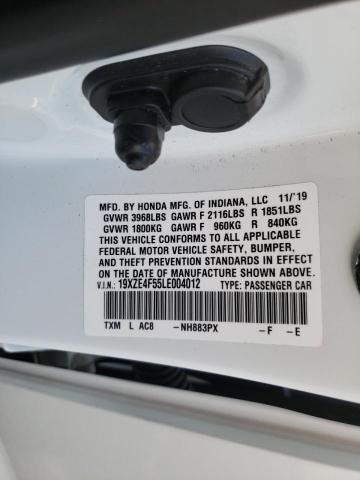 MFD. BY HONDA MFG. OF INDIANA, LLC 11/'19
GVWR 3968LBS GAWR F 2116LBS R 1851LBS
GVWR 1800KG GAWR F 960KG R 840KG
THIS VEHICLE CONFORMS TO ALL APPLICABLE
FEDERAL MOTOR VEHICLE SAFETY, BUMPER,
AND THEFT PREVENTION STANDARDS IN EFFECT
ON THE DATE OF MANUFACTURE SHOWN ABOVE.
V.I.N.: 19XZE4F55LE004012 TYPE: PASSENGER CAR
TXM L AC8 -NH883PX -F -E